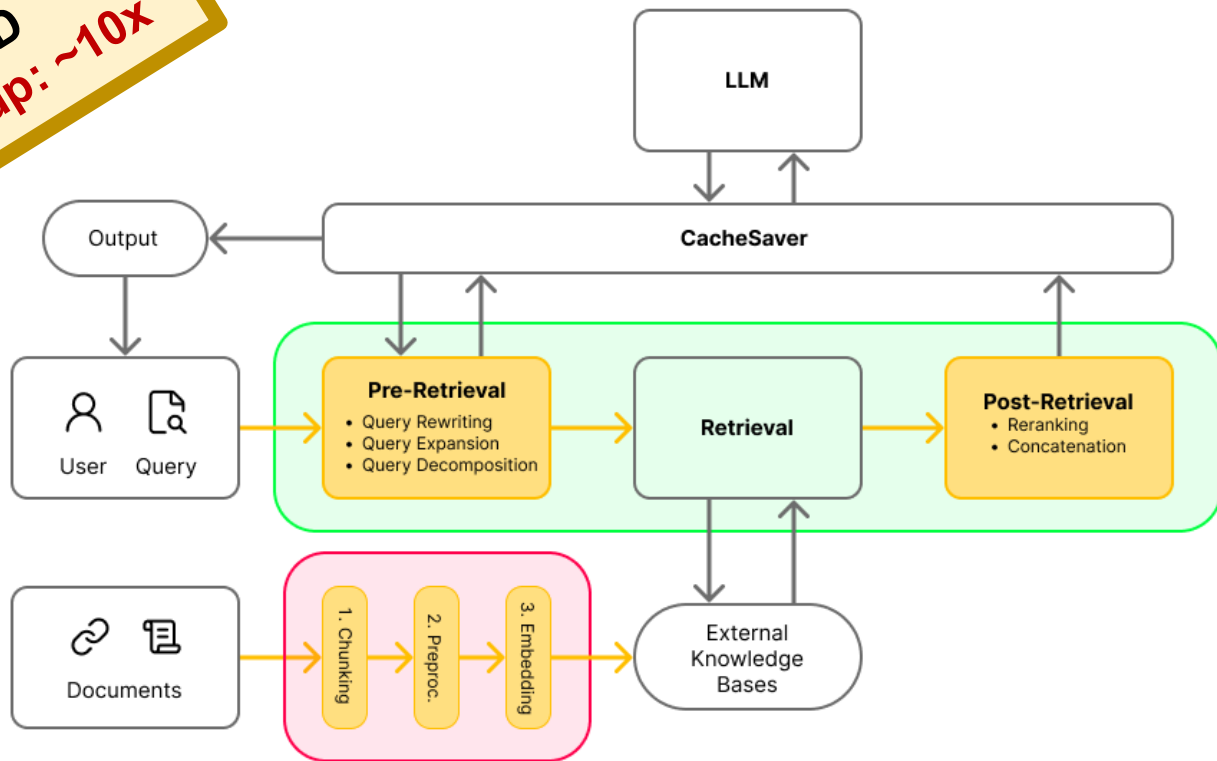 ~10x
LLM
Output
CacheSaver
Pre-Retrieval
• Query Rewriting
• Query Expansion
• Query Decomposition
Retrieval
Post-Retrieval
• Reranking
• Concatenation
User
Query
1. Chunking
2. Preproc.
3. Embedding
External
Knowledge
Bases
Documents